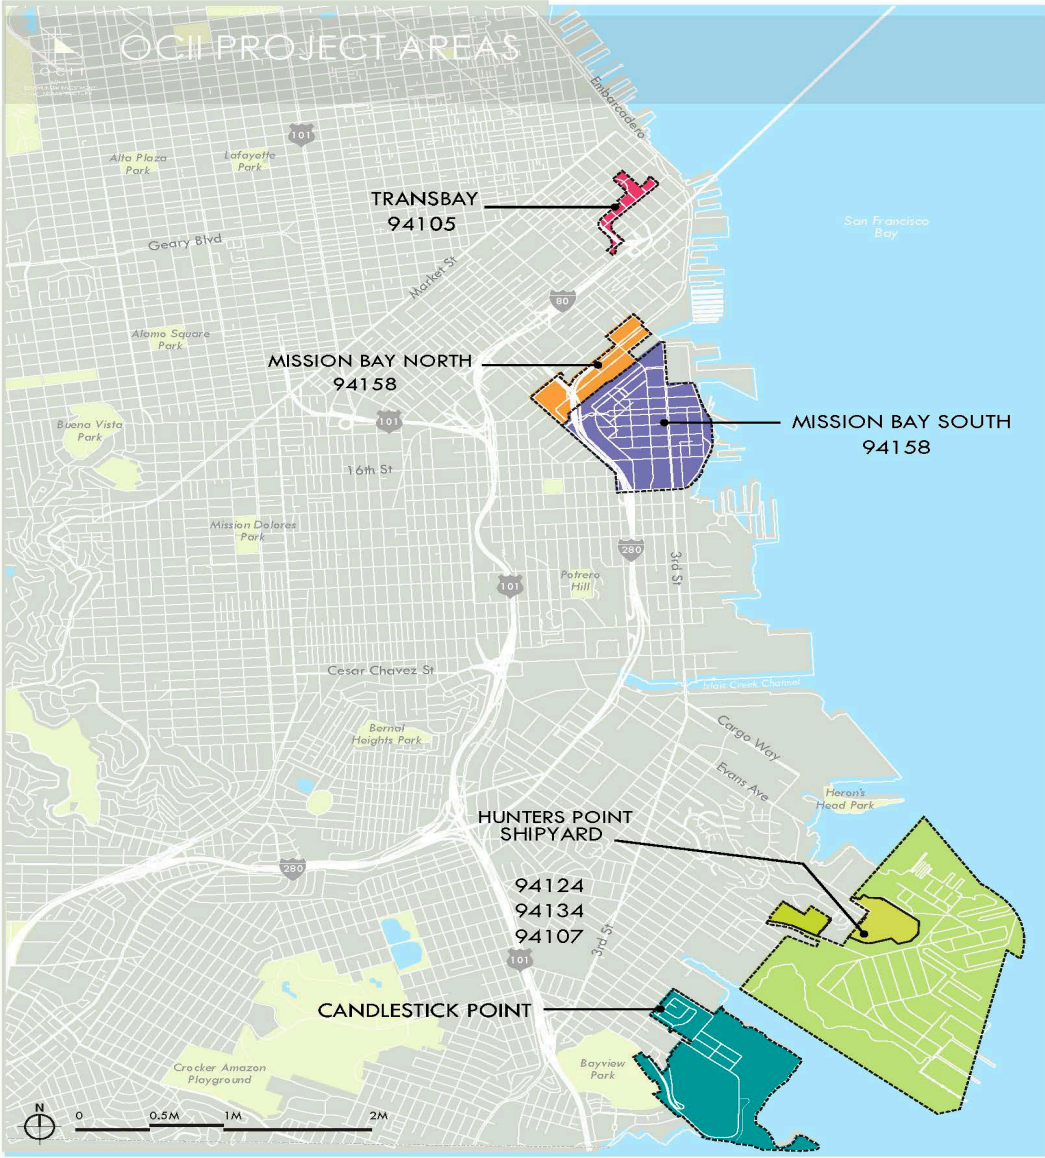 OCII PROJECT AREAS
OCII
Embarcadero
101
Alta Plaza
Park
Lafayette
Park
TRANSBAY
94105
San Francisco
Bay
Geary Blvd
Market St
80
Alamo Square
Park
MISSION BAY NORTH
94158
Buena Vista
Park
101
MISSION BAY SOUTH
94158
16th St
Mission Dolores
Park
280
3rd St
101
Potrero
Hill
Cesar Chavez St
Islais Creek Channel
Bernal
Heights Park
Cargo Way
Evans Ave
Heron's
Head Park
HUNTERS POINT
SHIPYARD
280
94124
94134
94107
3rd St
101
CANDLESTICK POINT
Crocker Amazon
Playground
Bayview
Park
N
0
0.5M
1M
2M